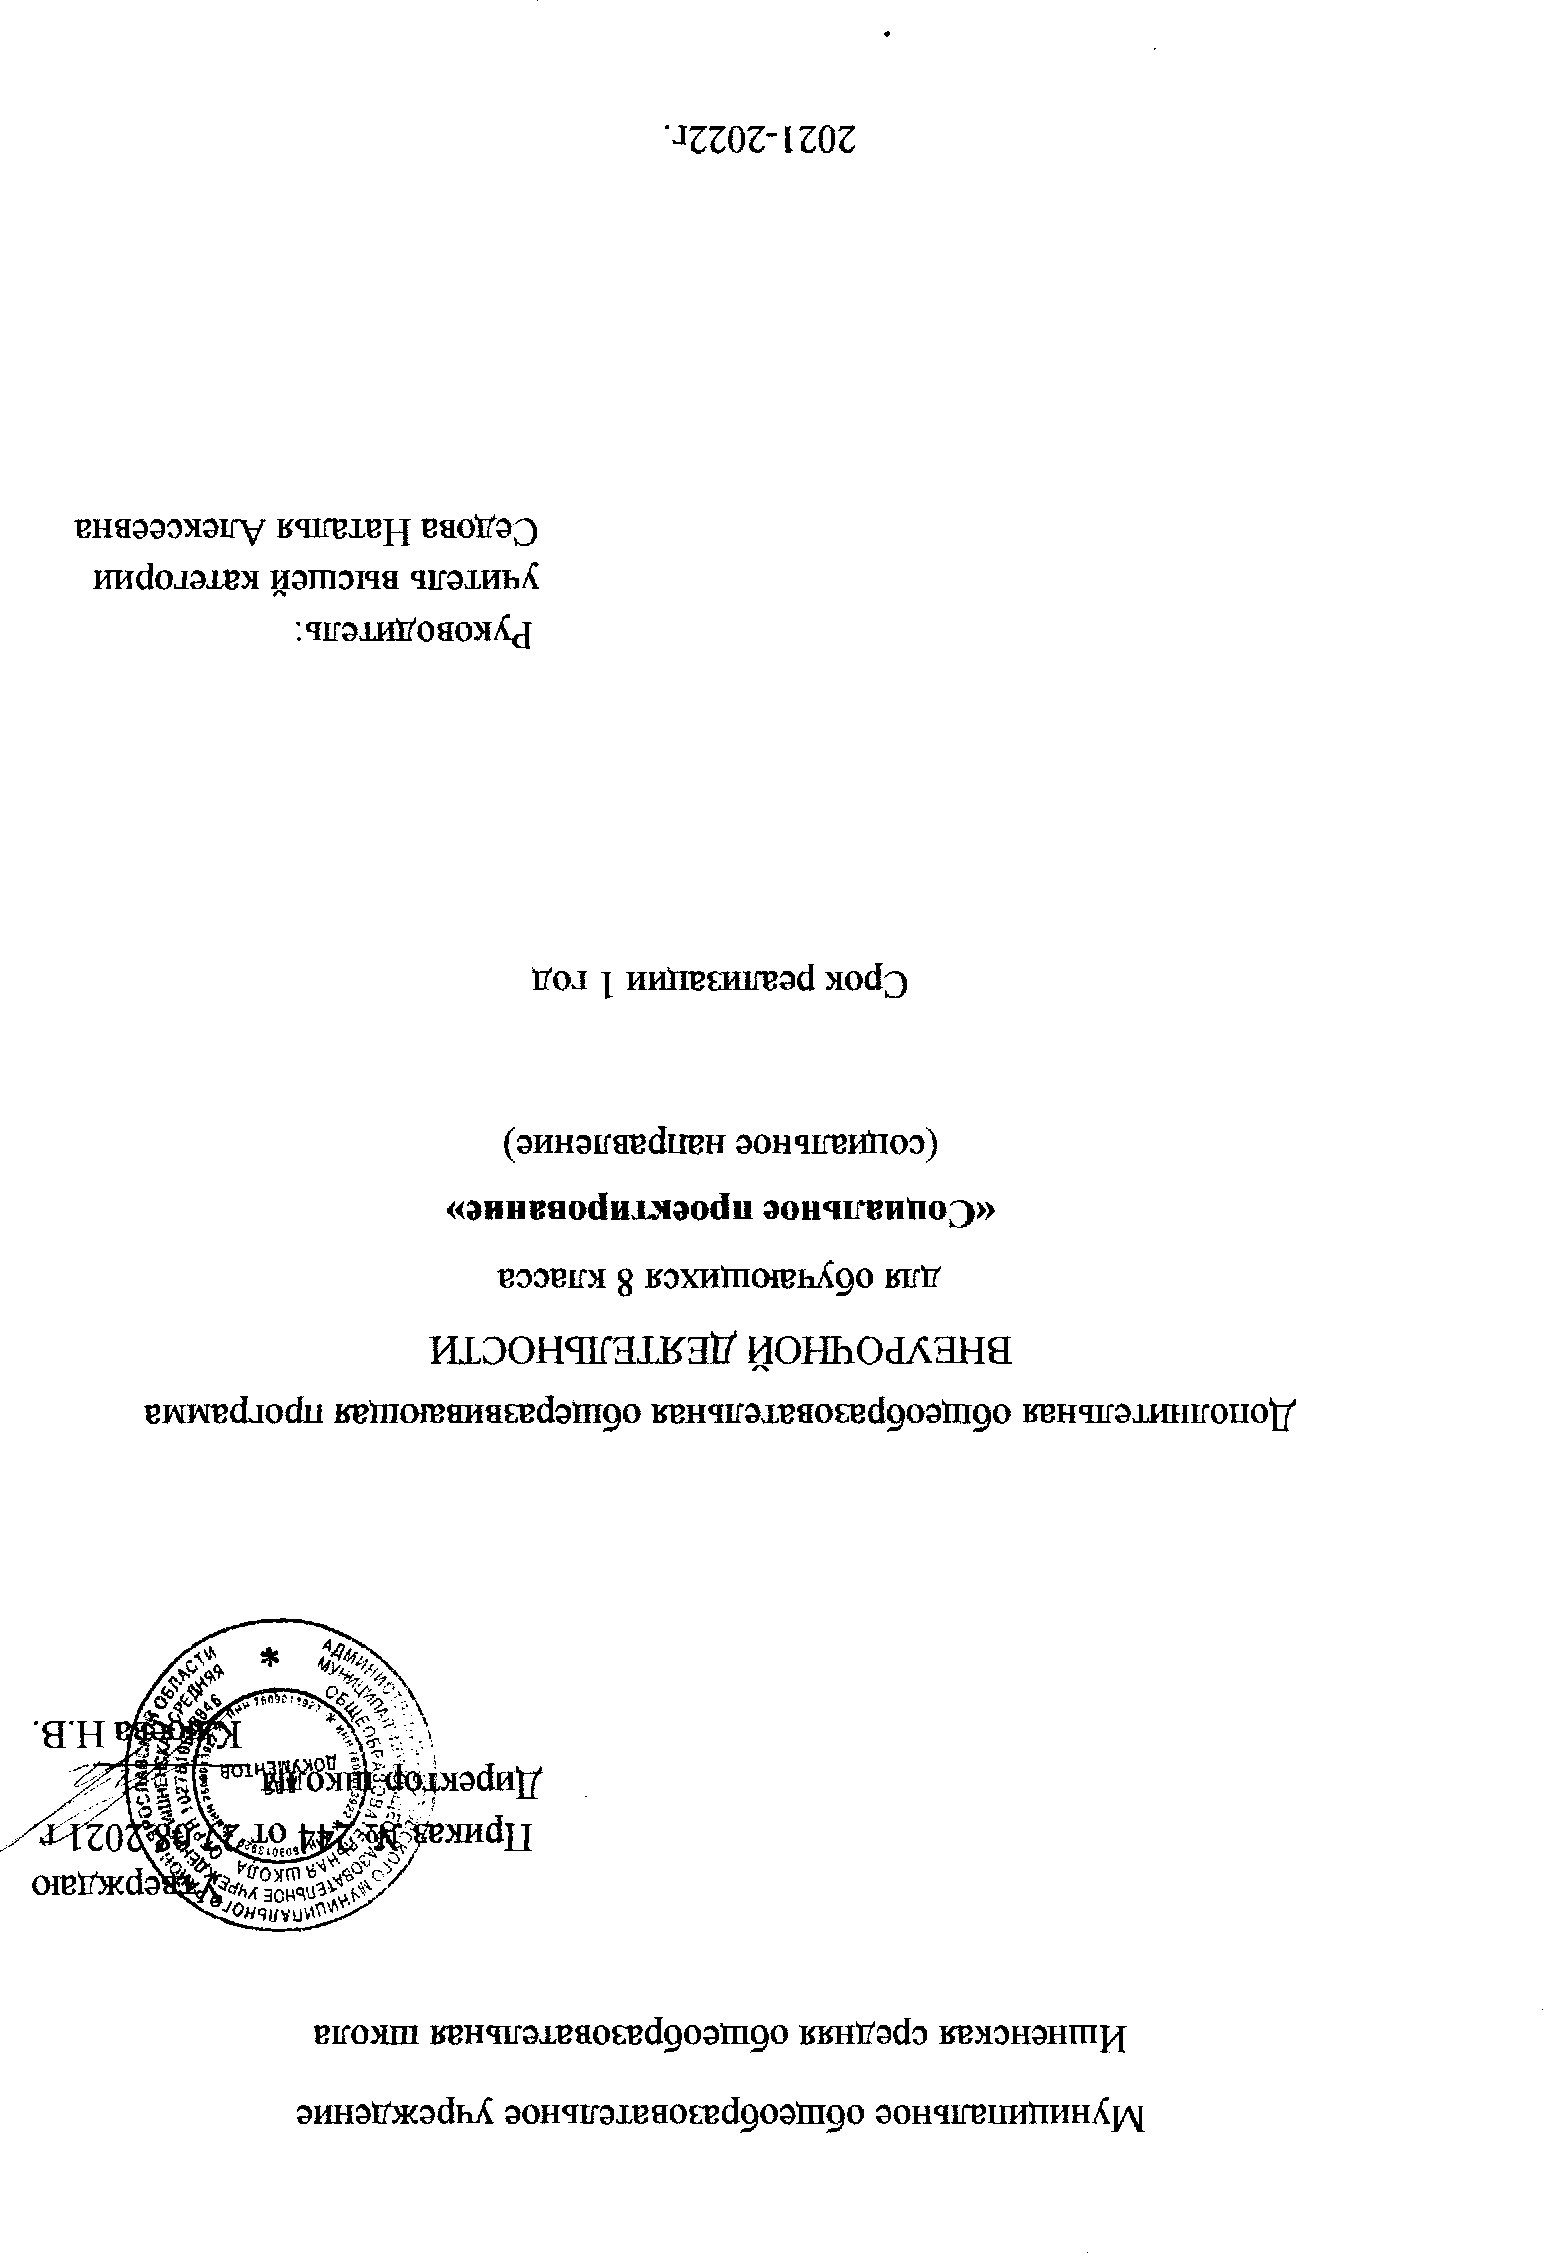 Муниципальное общеобразовательное учреждение
Ишненская средняя общеобразовательная школа
Утверждаю
Приказ № 244 от 27.08.2021 г
Директор школы
Н.В.
ДОКУМЕНТОВ
Дополнительная общеобразовательная общеразвивающая программа
ВНЕУРОЧНОЙ ДЕЯТЕЛЬНОСТИ
для обучающихся 8 класса
«Социальное проектирование»
(социальное направление)
Срок реализации 1 год
Руководитель:
учитель высшей категории
Седова Наталья Алексеевна
2021-2022г.